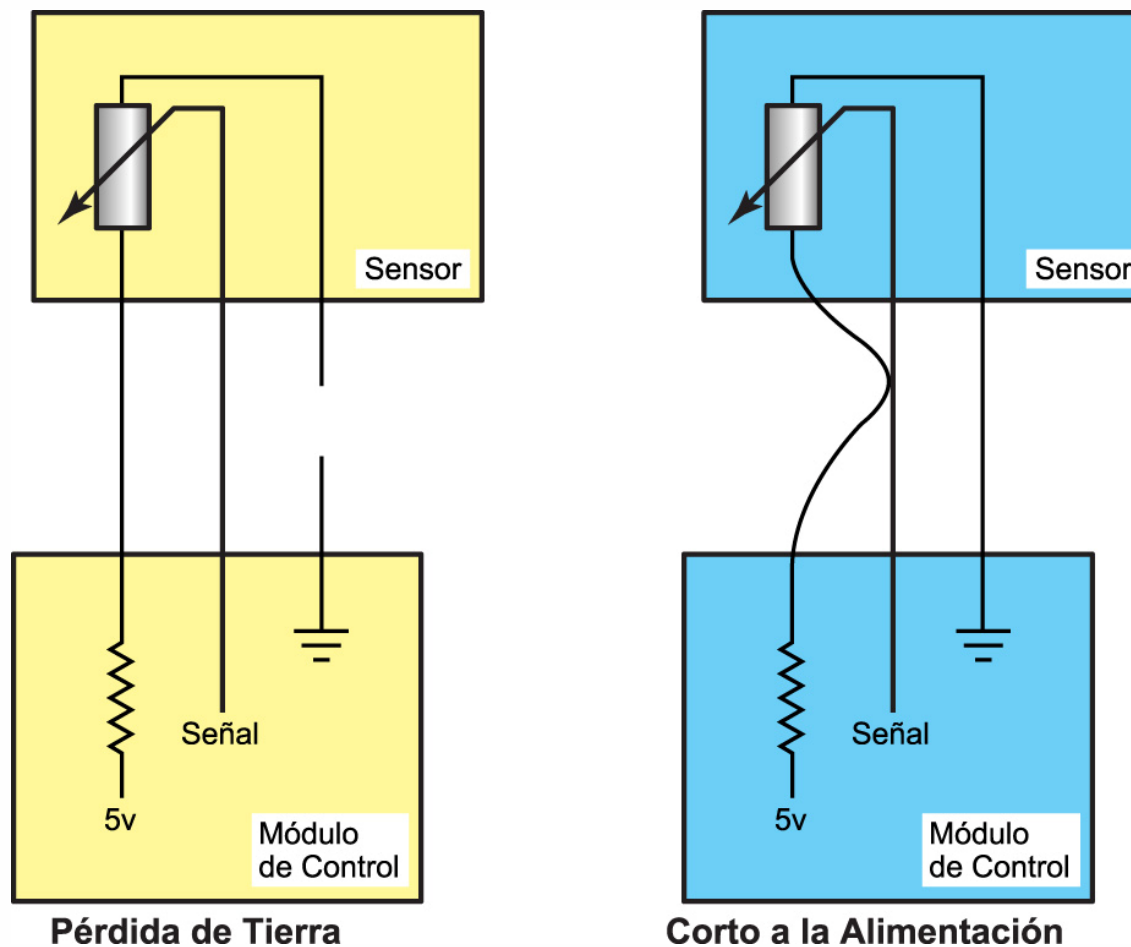 Sensor
Señal
5v
Módulo
de Control
Pérdida de Tierra
Sensor
Señal
5v
Módulo
de Control
Corto a la Alimentación